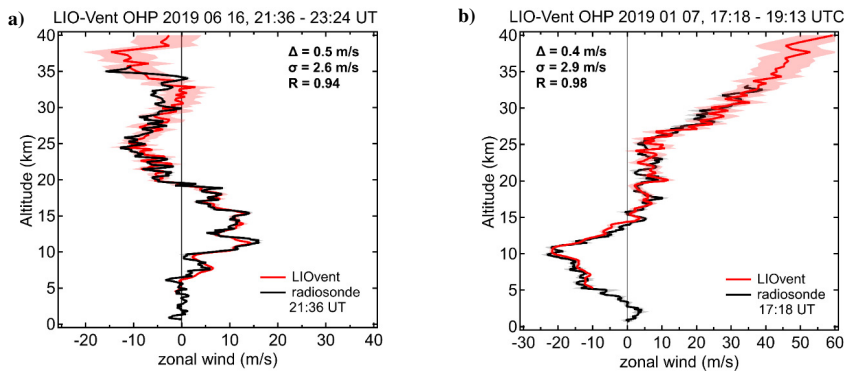 a)
LIO-Vent OHP 2019 06 16, 21:36 - 23:24 UT
Δ = 0.5 m/s
σ = 2.6 m/s
R = 0.94
Altitude (km)
40
35
30
25
20
15
10
5
0
LIOvent
radiosonde
21:36 UT
-20 -10 0 10 20 30 40
zonal wind (m/s)
b)
LIO-Vent OHP 2019 01 07, 17:18 - 19:13 UTC
Δ = 0.4 m/s
σ = 2.9 m/s
R = 0.98
Altitude (km)
40
35
30
25
20
15
10
5
0
LIOvent
radiosonde
17:18 UT
-30 -20 -10 0 10 20 30 40 50 60
zonal wind (m/s)